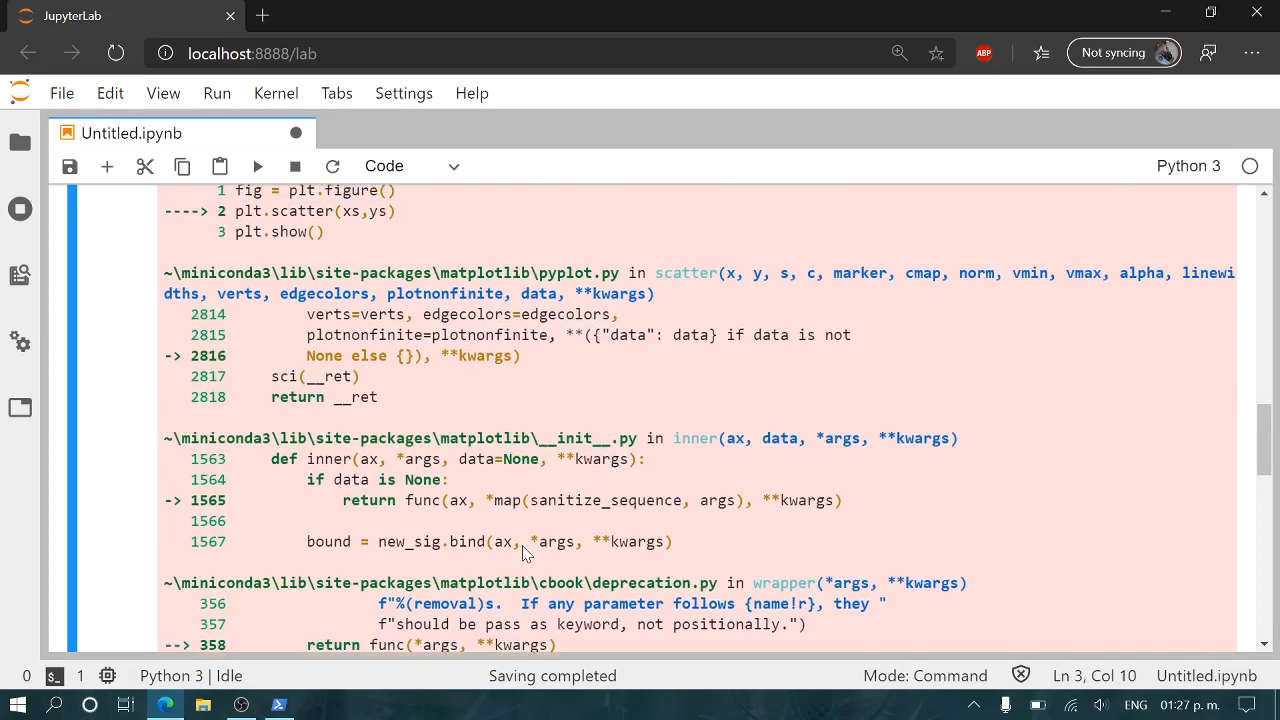 JupyterLab
localhost:8888/lab
ABP
Not syncing
File Edit View Run Kernel Tabs Settings Help
Untitled.ipynb
Code
Python 3
1 fig = plt.figure()
----> 2 plt.scatter(xs,ys)
3 plt.show()
~\miniconda3\lib\site-packages\matplotlib\pyplot.py in scatter(x, y, s, c, marker, cmap, norm, vmin, vmax, alpha, linewi
dths, verts, edgecolors, plotnonfinite, data, **kwargs)
2814 verts=verts, edgecolors=edgecolors,
2815 plotnonfinite=plotnonfinite, **({"data": data} if data is not
-> 2816 None else {}), **kwargs)
2817 sci(__ret)
2818 return __ret
~\miniconda3\lib\site-packages\matplotlib\__init__.py in inner(ax, data, *args, **kwargs)
1563 def inner(ax, *args, data=None, **kwargs):
1564 if data is None:
-> 1565 return func(ax, *map(sanitize_sequence, args), **kwargs)
1566
1567 bound = new_sig.bind(ax, *args, **kwargs)
~\miniconda3\lib\site-packages\matplotlib\cbook\deprecation.py in wrapper(*args, **kwargs)
356 f"%(removal)s.  If any parameter follows {name!r}, they "
357 f"should be pass as keyword, not positionally.")
--> 358 return func(*args, **kwargs)
0 1 Python 3 | Idle Saving completed Mode: Command Ln 3, Col 10 Untitled.ipynb
ENG 01:27 p. m.